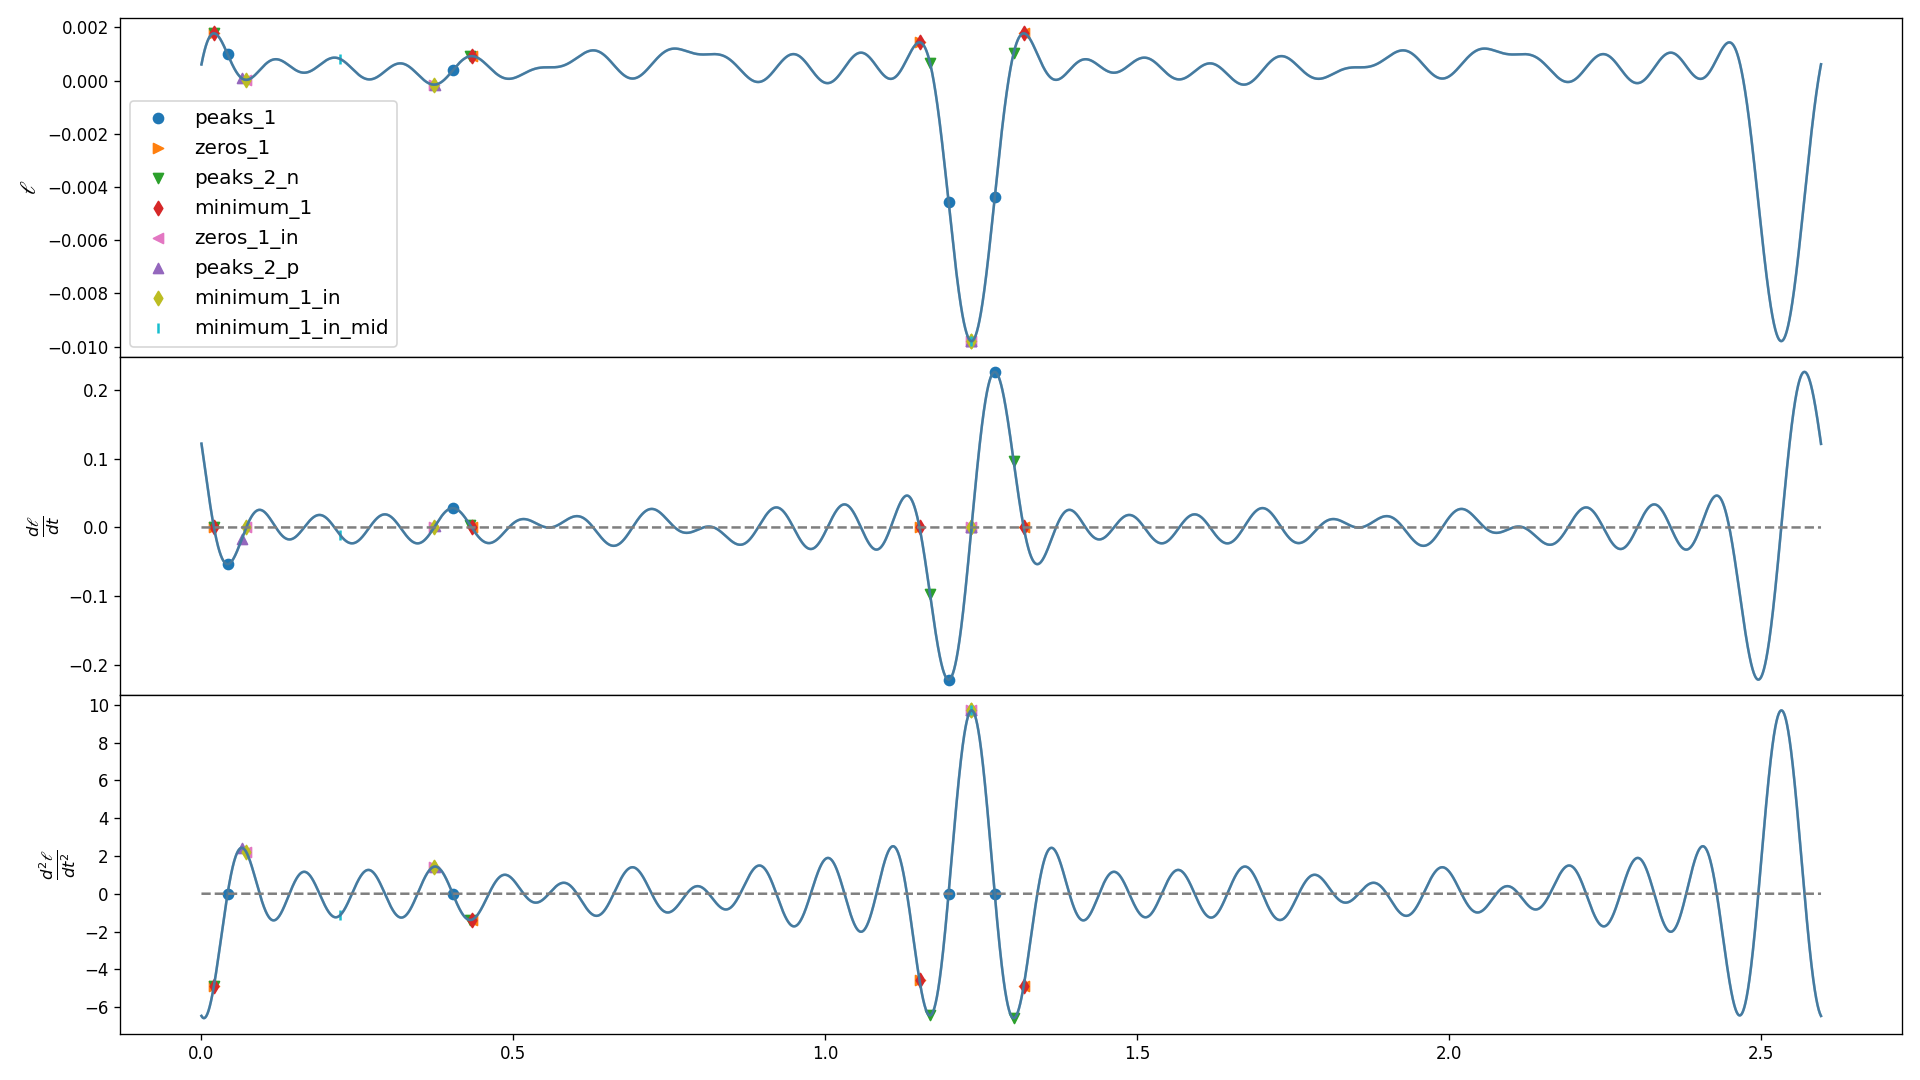 0.002
0.000
−0.002
−0.004
−0.006
−0.008
−0.010
ℓ
peaks_1
zeros_1
peaks_2_n
minimum_1
zeros_1_in
peaks_2_p
minimum_1_in
minimum_1_in_mid
0.2
0.1
0.0
−0.1
−0.2
dℓ
dt
10
8
6
4
2
0
−2
−4
−6
d²ℓ
dt²
0.0 0.5 1.0 1.5 2.0 2.5